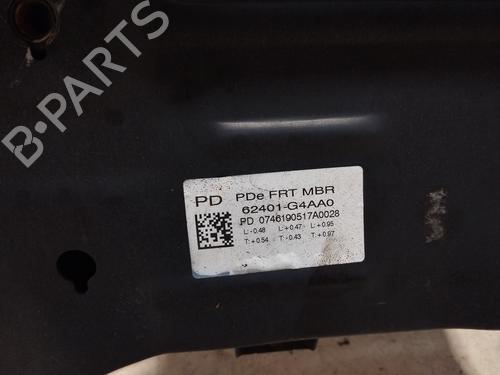 PD PDe FRT MBR
62401-G4AA0
PD 0746190517A0028
L: -0.48 L: +0.47 L: +0.95
T: +0.54 T: -0.43 T: +0.97
B-PARTS